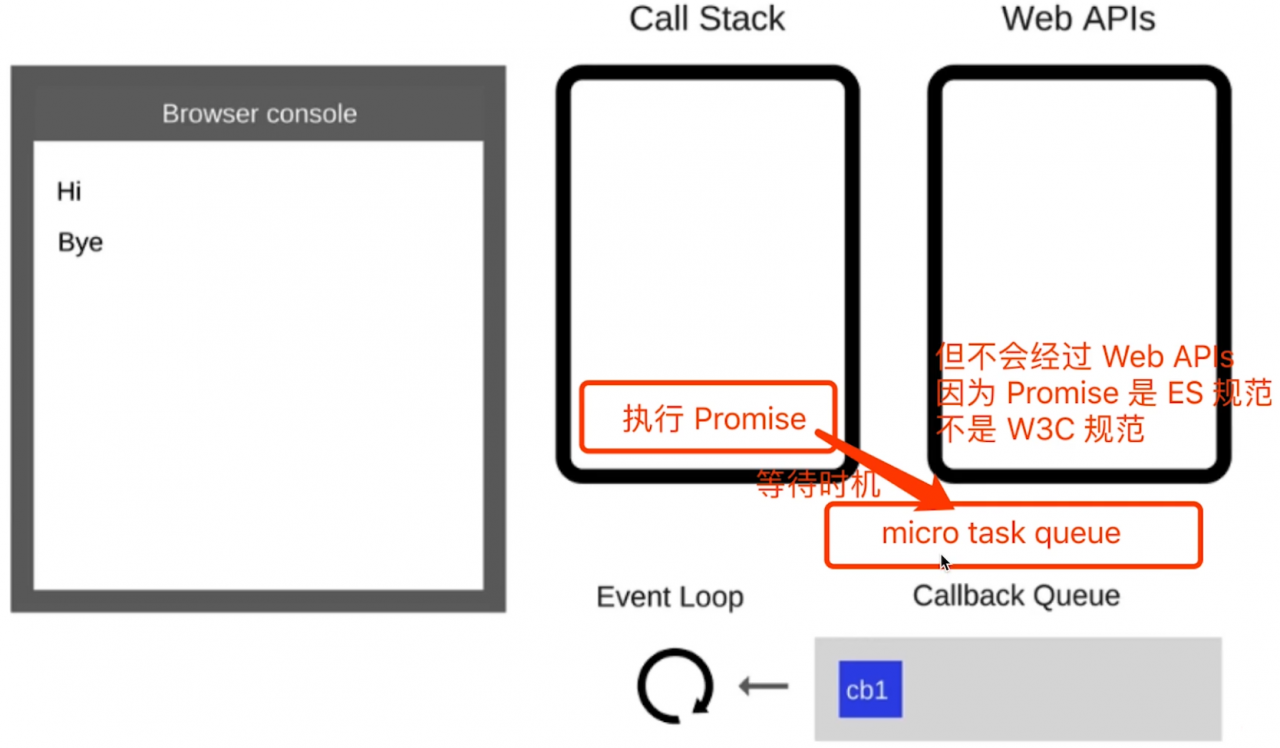 Call Stack
Web APIs
Browser console
Hi
Bye
但不会经过 Web APIs
因为 Promise 是 ES 规范
不是 W3C 规范
执行 Promise
等待时机
micro task queue
Event Loop
Callback Queue
cb1